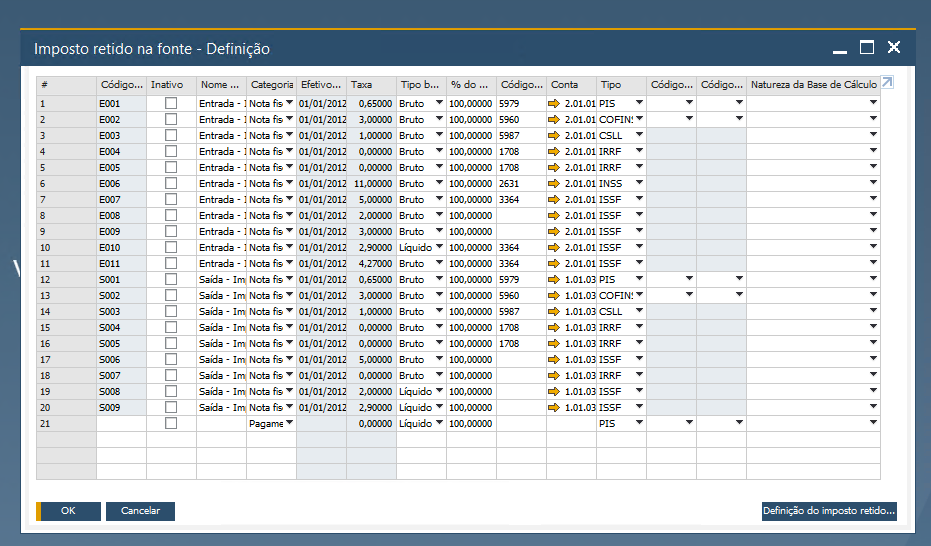 Imposto retido na fonte - Definição
# Código... Inativo Nome ... Categoria Efetivo... Taxa Tipo b... % do ... Código... Conta Tipo Código... Código... Natureza da Base de Cálculo
1 E001 Entrada - I Nota fis 01/01/2012 0,65000 Bruto 100,00000 5979 2.01.01 PIS
2 E002 Entrada - I Nota fis 01/01/2012 3,00000 Bruto 100,00000 5960 2.01.01 COFINS
3 E003 Entrada - I Nota fis 01/01/2012 1,00000 Bruto 100,00000 5987 2.01.01 CSLL
4 E004 Entrada - I Nota fis 01/01/2012 0,00000 Bruto 100,00000 1708 2.01.01 IRRF
5 E005 Entrada - I Nota fis 01/01/2012 0,00000 Bruto 100,00000 1708 2.01.01 IRRF
6 E006 Entrada - I Nota fis 01/01/2012 11,00000 Bruto 100,00000 2631 2.01.01 INSS
7 E007 Entrada - I Nota fis 01/01/2012 5,00000 Bruto 100,00000 3364 2.01.01 ISSF
8 E008 Entrada - I Nota fis 01/01/2012 2,00000 Bruto 100,00000 2.01.01 ISSF
9 E009 Entrada - I Nota fis 01/01/2012 3,00000 Bruto 100,00000 2.01.01 ISSF
10 E010 Entrada - I Nota fis 01/01/2012 2,90000 Líquido 100,00000 3364 2.01.01 ISSF
11 E011 Entrada - I Nota fis 01/01/2012 4,27000 Bruto 100,00000 3364 2.01.01 ISSF
12 S001 Saída - Im Nota fis 01/01/2012 0,65000 Bruto 100,00000 5979 1.01.03 PIS
13 S002 Saída - Im Nota fis 01/01/2012 3,00000 Bruto 100,00000 5960 1.01.03 COFINS
14 S003 Saída - Im Nota fis 01/01/2012 1,00000 Bruto 100,00000 5987 1.01.03 CSLL
15 S004 Saída - Im Nota fis 01/01/2012 0,00000 Bruto 100,00000 1708 1.01.03 IRRF
16 S005 Saída - Im Nota fis 01/01/2012 0,00000 Bruto 100,00000 1708 1.01.03 IRRF
17 S006 Saída - Im Nota fis 01/01/2012 5,00000 Bruto 100,00000 1.01.03 ISSF
18 S007 Saída - Im Nota fis 01/01/2012 0,00000 Bruto 100,00000 1.01.03 IRRF
19 S008 Saída - Im Nota fis 01/01/2012 2,00000 Líquido 100,00000 1.01.03 ISSF
20 S009 Saída - Im Nota fis 01/01/2012 2,90000 Líquido 100,00000 1.01.03 ISSF
21 Pagame 0,00000 Líquido 100,00000 PIS
OK Cancelar Definição do imposto retido...